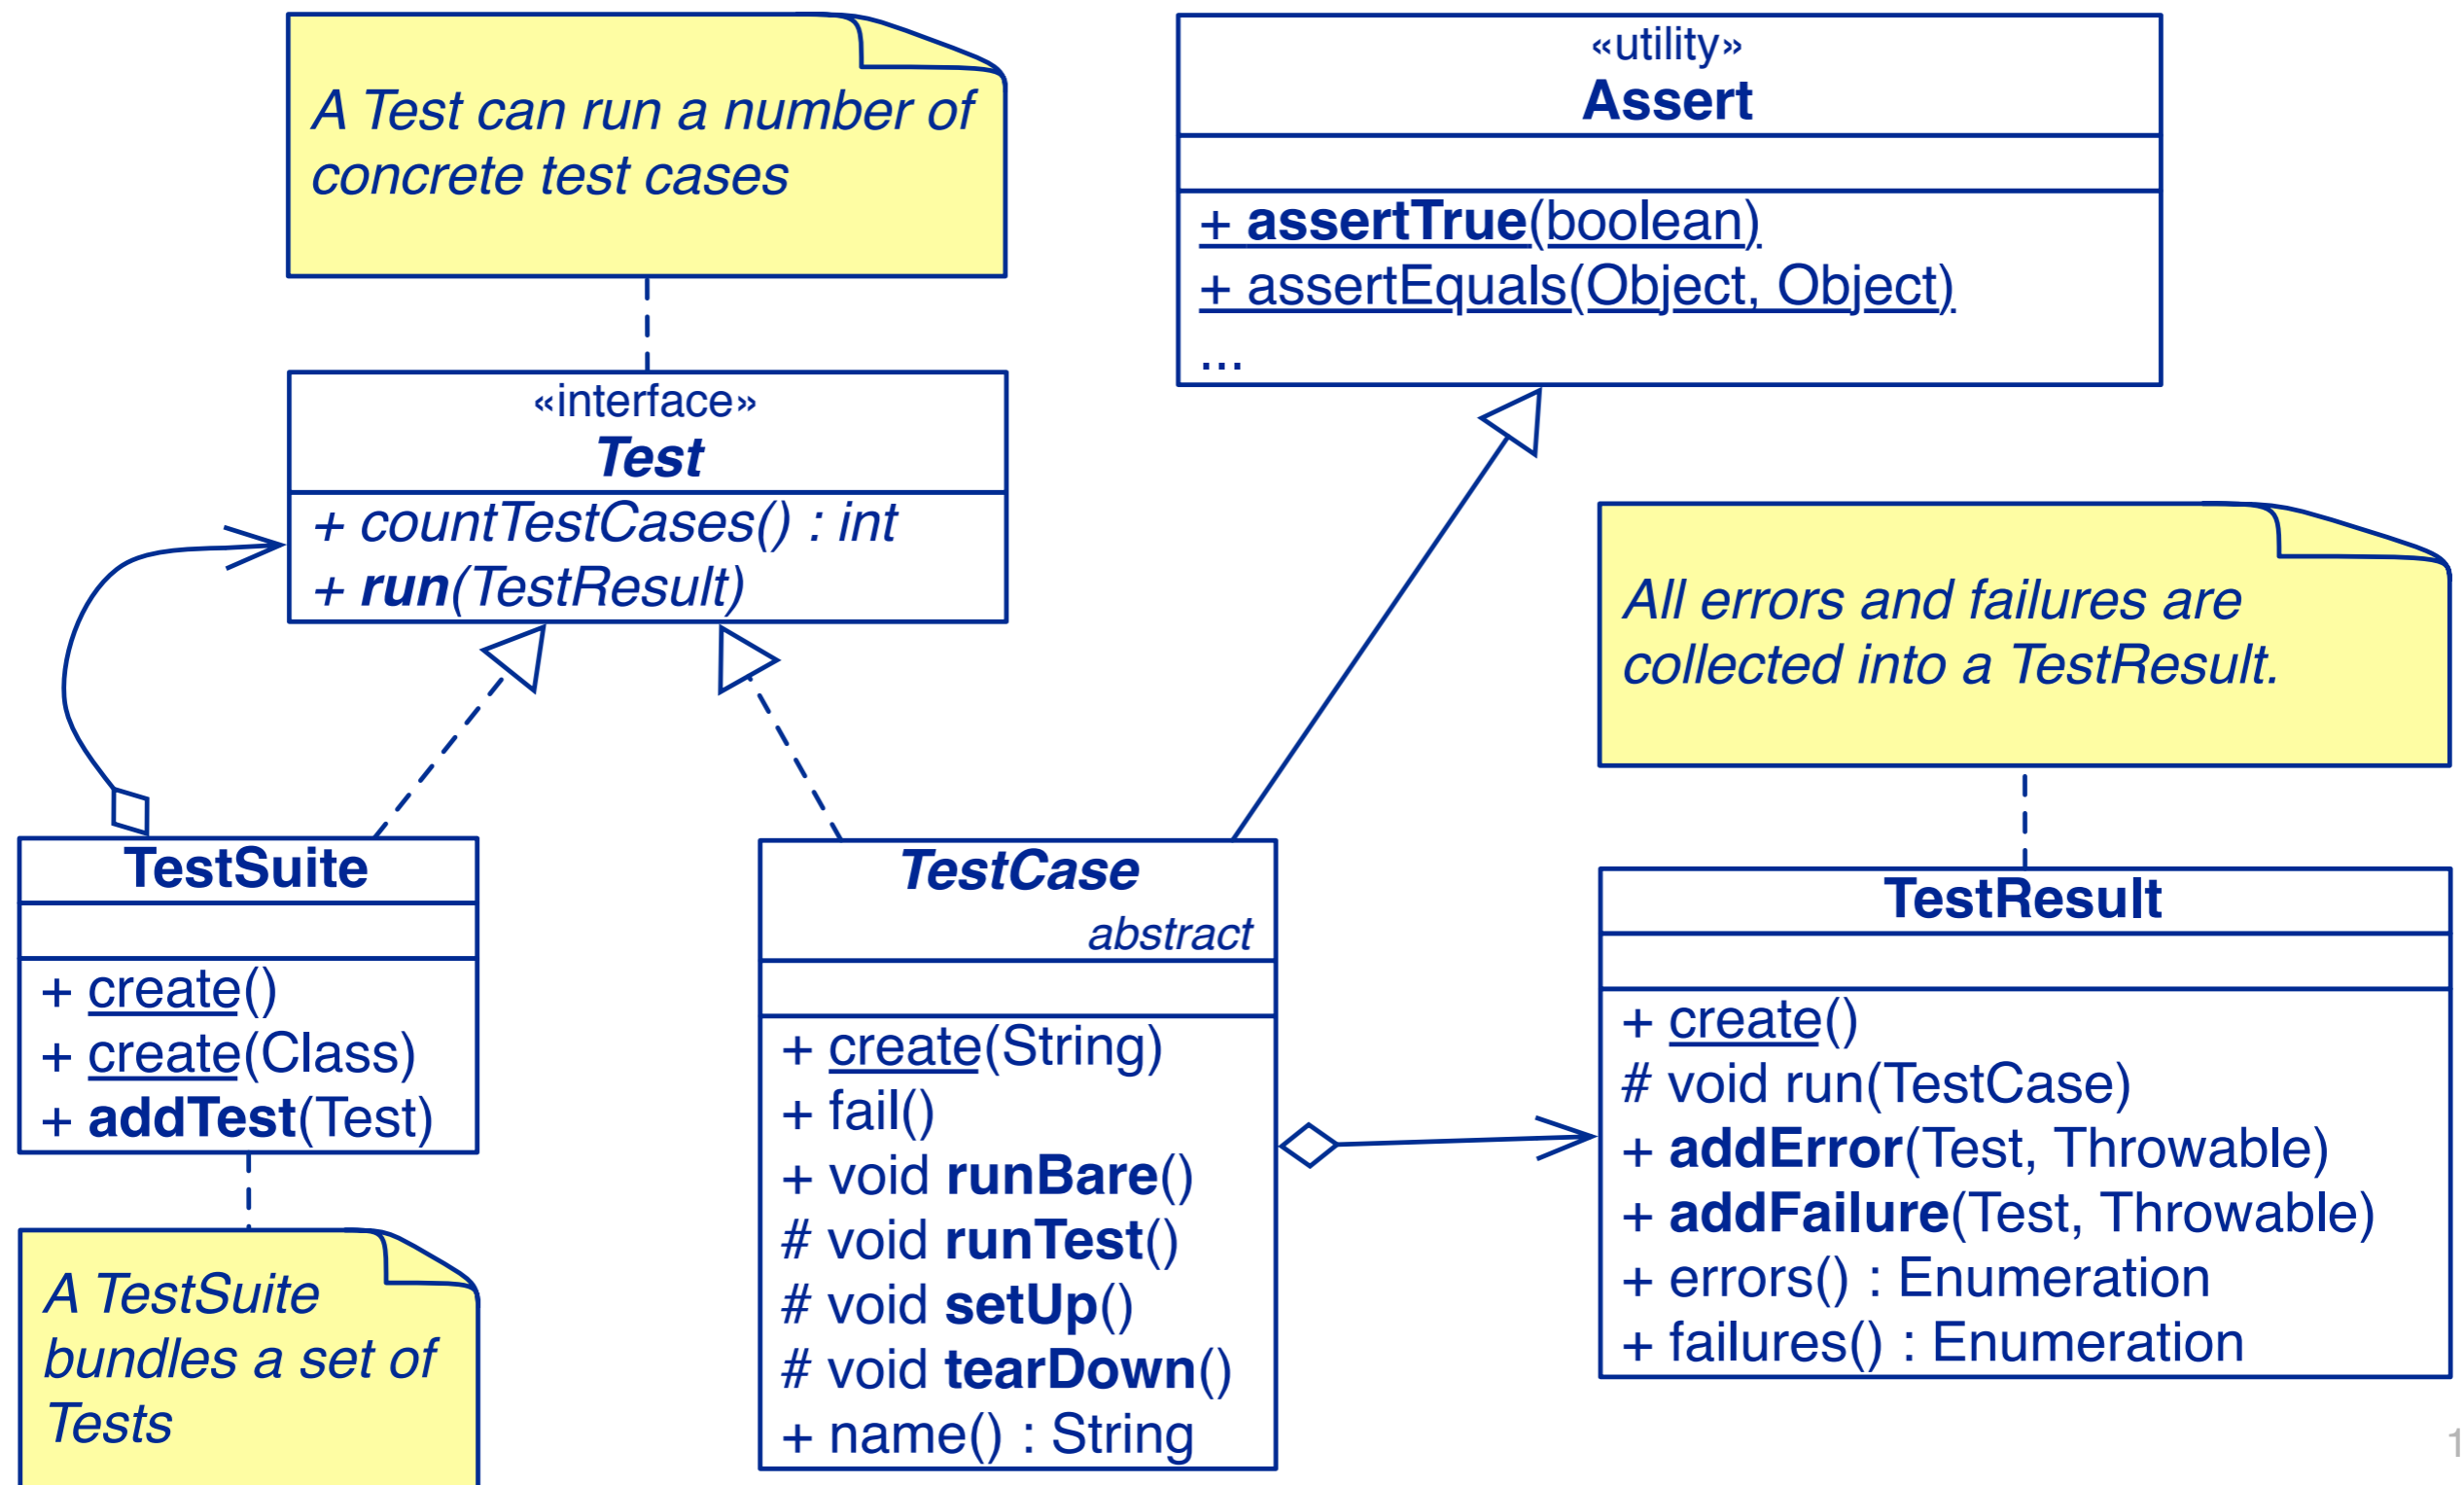 A Test can run a number of
concrete test cases
«utility»
Assert
+ assertTrue(boolean)
+ assertEquals(Object, Object)
...
«interface»
Test
+ countTestCases() : int
+ run(TestResult)
All errors and failures are
collected into a TestResult.
TestSuite
+ create()
+ create(Class)
+ addTest(Test)
A TestSuite
bundles a set of
Tests
TestCase
abstract
+ create(String)
+ fail()
+ void runBare()
# void runTest()
# void setUp()
# void tearDown()
+ name() : String
TestResult
+ create()
# void run(TestCase)
+ addError(Test, Throwable)
+ addFailure(Test, Throwable)
+ errors() : Enumeration
+ failures() : Enumeration
1